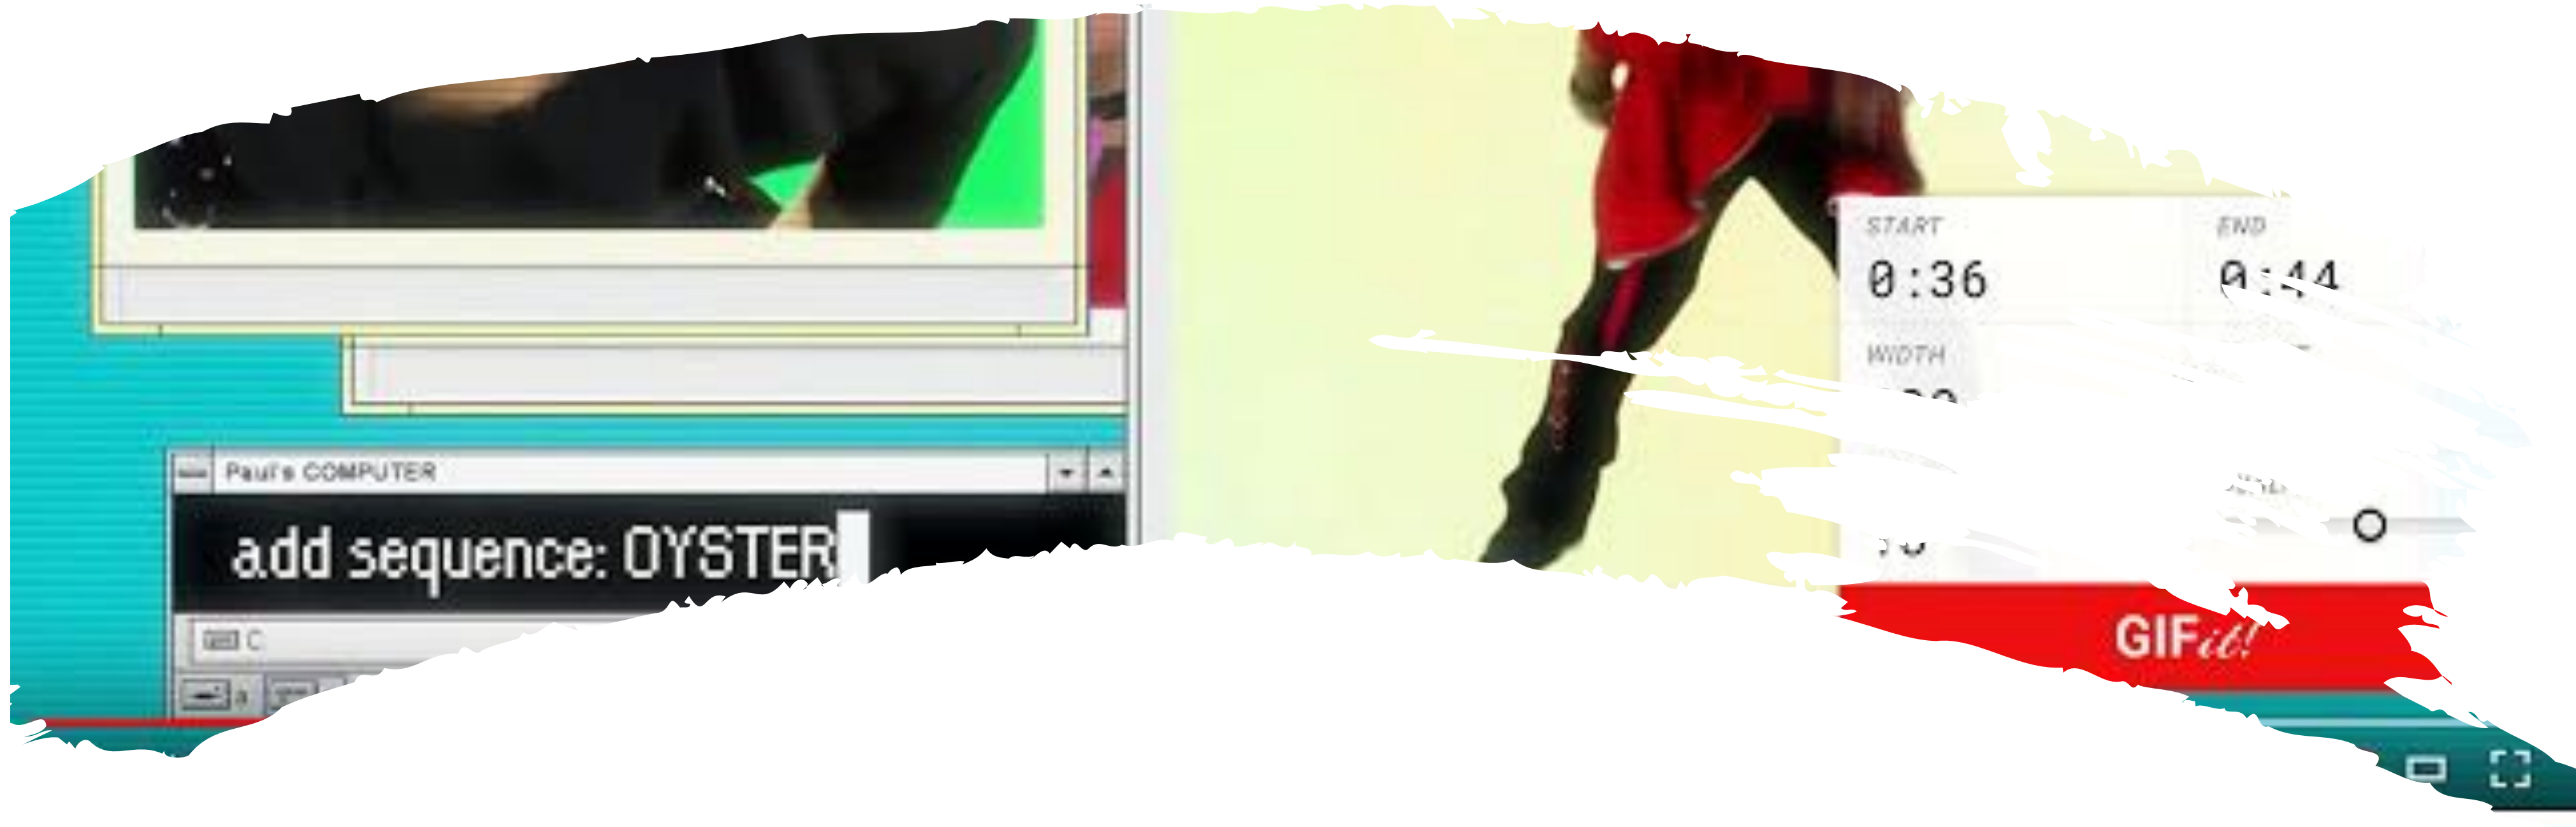 START
END
0:36
0:44
WIDTH
Paul's COMPUTER
add sequence: OYSTER
C
a
GIFit!